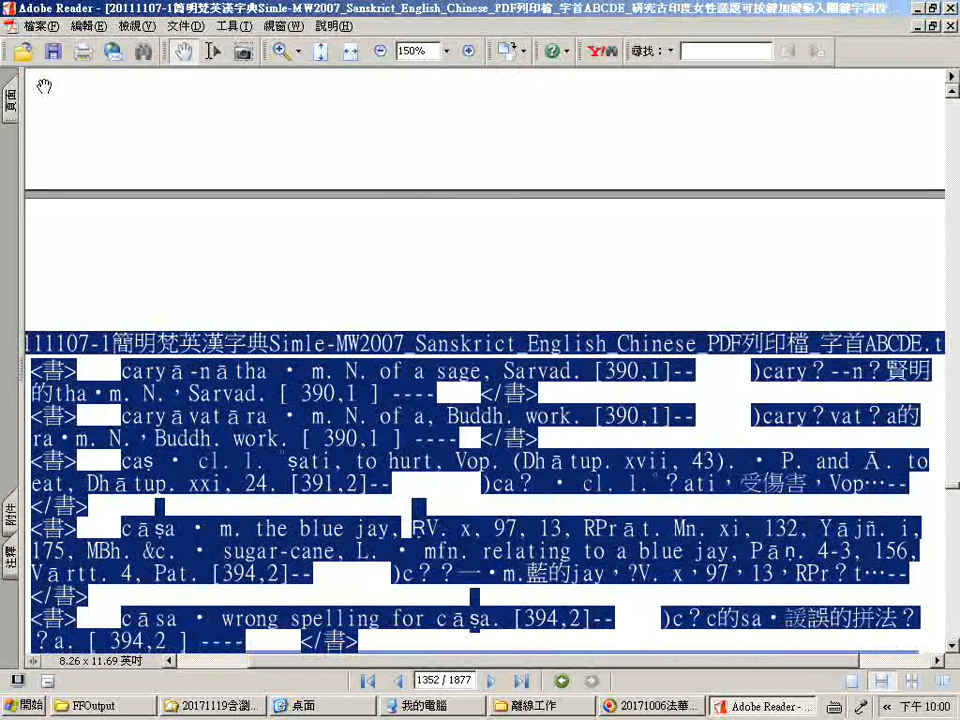 Adobe Reader - [20111107-1簡明梵英漢字典Simle-MW2007_Sanskrict_English_Chinese_PDF列印檔_字首ABCDE_研究古印度女性議題可按鍵加鍵輸入關鍵字詞搜
檔案(F) 編輯(E) 檢視(V) 文件(D) 工具(T) 視窗(W) 說明(H)
150% 尋找:
頁面
111107-1簡明梵英漢字典Simle-MW2007_Sanskrict_English_Chinese_PDF列印檔_字首ABCDE.t
<書> caryā-nātha • m. N. of a sage, Sarvad. [390,1]-- )cary？--n？賢明
的tha•m. N.，Sarvad. [ 390,1 ] ---- </書>
<書> caryāvatāra • m. N. of a, Buddh. work. [390,1]-- )cary？vat？a的
ra•m. N.，Buddh. work. [ 390,1 ] ---- </書>
<書> caṣ • cl. 1. °ṣati, to hurt, Vop. (Dhātup. xvii, 43). • P. and Ā. to
eat, Dhātup. xxi, 24. [391,2]-- )ca？ • cl. 1.°？ati，受傷害，Vop…--
</書>
<書> cāṣa • m. the blue jay, ṚV. x, 97, 13, RPrāt. Mn. xi, 132, Yājñ. i,
175, MBh. &c. • sugar-cane, L. • mfn. relating to a blue jay, Pāṇ. 4-3, 156,
Vārtt. 4, Pat. [394,2]-- )c？？一•m.藍的jay，?V. x，97，13，RPr？t…--
</書>
<書> cāsa • wrong spelling for cāṣa. [394,2]-- )c？c的sa•謬誤的拼法？
？a. [ 394,2 ] ---- </書>
附件
注釋
8.26 x 11.69 英吋
1352 / 1877
開始 FFOutput 20171119含瀏... 桌面 我的電腦 離線工作 20171006法華... Adobe Reader - ... 下午 10:00